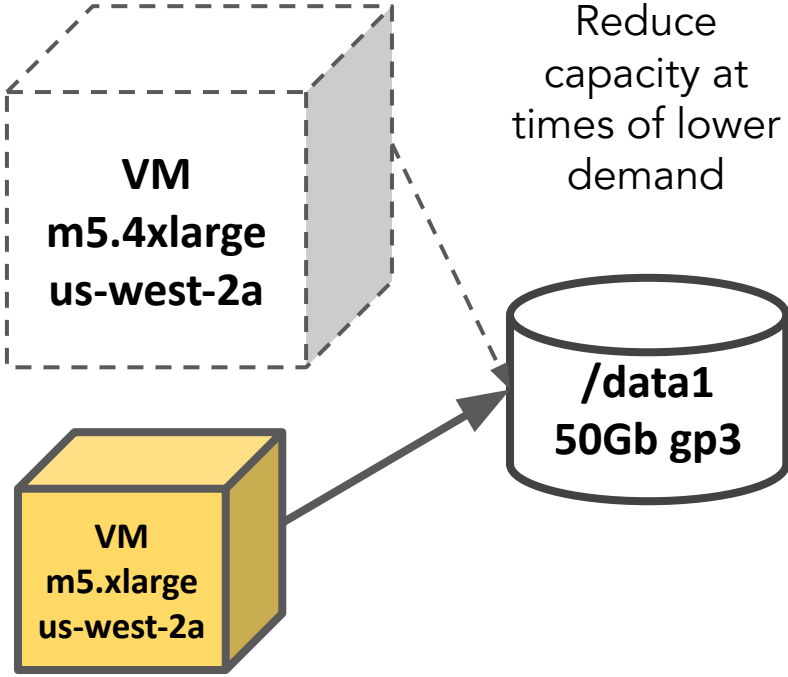 Reduce
capacity at
times of lower
demand
VM
m5.4xlarge
us-west-2a
/data1
50Gb gp3
VM
m5.xlarge
us-west-2a